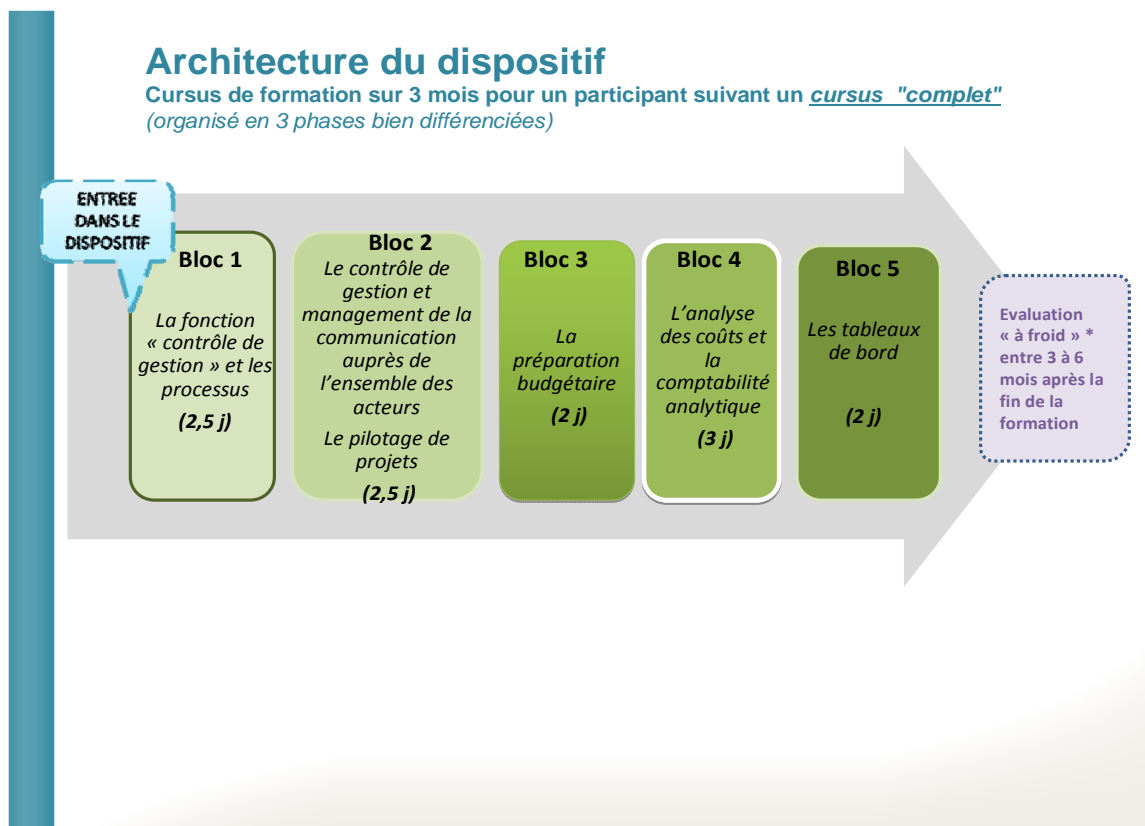 Architecture du dispositif
Cursus de formation sur 3 mois pour un participant suivant un cursus "complet"
(organisé en 3 phases bien différenciées)
ENTREE
DANS LE
DISPOSITIF
Bloc 1
La fonction
« contrôle de
gestion » et les
processus
(2,5 j)
Bloc 2
Le contrôle de
gestion et
management de la
communication
auprès de
l’ensemble des
acteurs
Le pilotage de
projets
(2,5 j)
Bloc 3
La
préparation
budgétaire
(2 j)
Bloc 4
L’analyse
des coûts et
la
comptabilité
analytique
(3 j)
Bloc 5
Les tableaux
de bord
(2 j)
Evaluation
« à froid » *
entre 3 à 6
mois après la
fin de la
formation